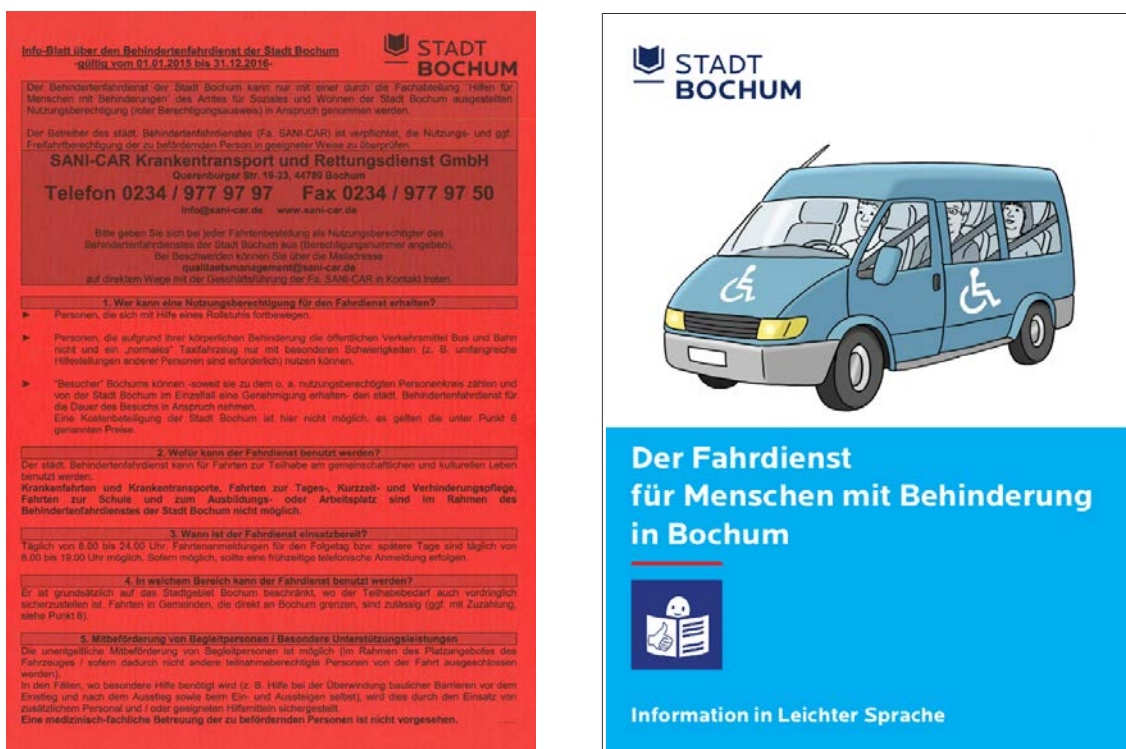 Info-Blatt über den Behindertenfahrdienst der Stadt Bochum
-gültig vom 01.01.2015 bis 31.12.2016-
STADT
BOCHUM
Der Behindertenfahrdienst der Stadt Bochum kann nur mit einer durch die Fachabteilung 'Hilfen für
Menschen mit Behinderungen' des Amtes für Soziales und Wohnen der Stadt Bochum ausgestellten
Nutzungsberechtigung (roter Berechtigungsausweis) in Anspruch genommen werden.
Der Betreiber des städt. Behindertenfahrdienstes (Fa. SANI-CAR) ist verpflichtet, die Nutzungs- und ggf.
Freifahrtberechtigung der zu befördernden Person in geeigneter Weise zu überprüfen.
SANI-CAR Krankentransport und Rettungsdienst GmbH
Querenburger Str. 19-23, 44789 Bochum
Telefon 0234 / 977 97 97 Fax 0234 / 977 97 50
info@sani-car.de www.sani-car.de
Bitte geben Sie sich bei jeder Fahrtenbestellung als Nutzungsberechtigter des
Behindertenfahrdienstes der Stadt Bochum aus (Berechtigungsnummer angeben).
Bei Beschwerden können Sie über die Mailadresse
qualitaetsmanagement@sani-car.de
auf direktem Wege mit der Geschäftsführung der Fa. SANI-CAR in Kontakt treten.
1. Wer kann eine Nutzungsberechtigung für den Fahrdienst erhalten?
► Personen, die sich mit Hilfe eines Rollstuhls fortbewegen.
► Personen, die aufgrund ihrer körperlichen Behinderung die öffentlichen Verkehrsmittel Bus und Bahn
nicht und ein „normales" Taxifahrzeug nur mit besonderen Schwierigkeiten (z. B. umfangreiche
Hilfestellungen anderer Personen sind erforderlich) nutzen können.
► "Besucher" Bochums können -soweit sie zu dem o. a. nutzungsberechtigten Personenkreis zählen und
von der Stadt Bochum im Einzelfall eine Genehmigung erhalten- den städt. Behindertenfahrdienst für
die Dauer des Besuchs in Anspruch nehmen.
Eine Kostenbeteiligung der Stadt Bochum ist hier nicht möglich, es gelten die unter Punkt 6
genannten Preise.
2. Wofür kann der Fahrdienst benutzt werden?
Der städt. Behindertenfahrdienst kann für Fahrten zur Teilhabe am gemeinschaftlichen und kulturellen Leben
benutzt werden.
Krankenfahrten und Krankentransporte, Fahrten zur Tages-, Kurzzeit- und Verhinderungspflege,
Fahrten zur Schule und zum Ausbildungs- oder Arbeitsplatz sind im Rahmen des
Behindertenfahrdienstes der Stadt Bochum nicht möglich.
3. Wann ist der Fahrdienst einsatzbereit?
Täglich von 8.00 bis 24.00 Uhr. Fahrtenanmeldungen für den Folgetag bzw. spätere Tage sind täglich von
8.00 bis 19.00 Uhr möglich. Sofern möglich, sollte eine frühzeitige telefonische Anmeldung erfolgen.
4. In welchem Bereich kann der Fahrdienst benutzt werden?
Er ist grundsätzlich auf das Stadtgebiet Bochum beschränkt, wo der Teilhabebedarf auch vordringlich
sicherzustellen ist. Fahrten in Gemeinden, die direkt an Bochum grenzen, sind zulässig (ggf. mit Zuzahlung,
siehe Punkt 6).
5. Mitbeförderung von Begleitpersonen / Besondere Unterstützungsleistungen
Die unentgeltliche Mitbeförderung von Begleitpersonen ist möglich (im Rahmen des Platzangebotes des
Fahrzeuges / sofern dadurch nicht andere teilnahmeberechtigte Personen von der Fahrt ausgeschlossen
werden).
In den Fällen, wo besondere Hilfe benötigt wird (z. B. Hilfe bei der Überwindung baulicher Barrieren vor dem
Einstieg und nach dem Ausstieg sowie beim Ein- und Aussteigen selbst), wird dies durch den Einsatz von
zusätzlichem Personal und / oder geeigneten Hilfsmitteln sichergestellt.
Eine medizinisch-fachliche Betreuung der zu befördernden Personen ist nicht vorgesehen. ......
STADT
BOCHUM
Der Fahrdienst
für Menschen mit Behinderung
in Bochum
Information in Leichter Sprache